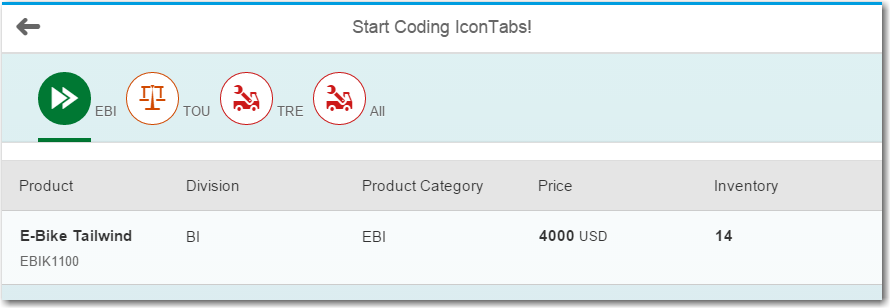 Start Coding IconTabs!
EBI TOU TRE All
Product Division Product Category Price Inventory
E-Bike Tailwind BI EBI 4000 USD 14
EBIK1100